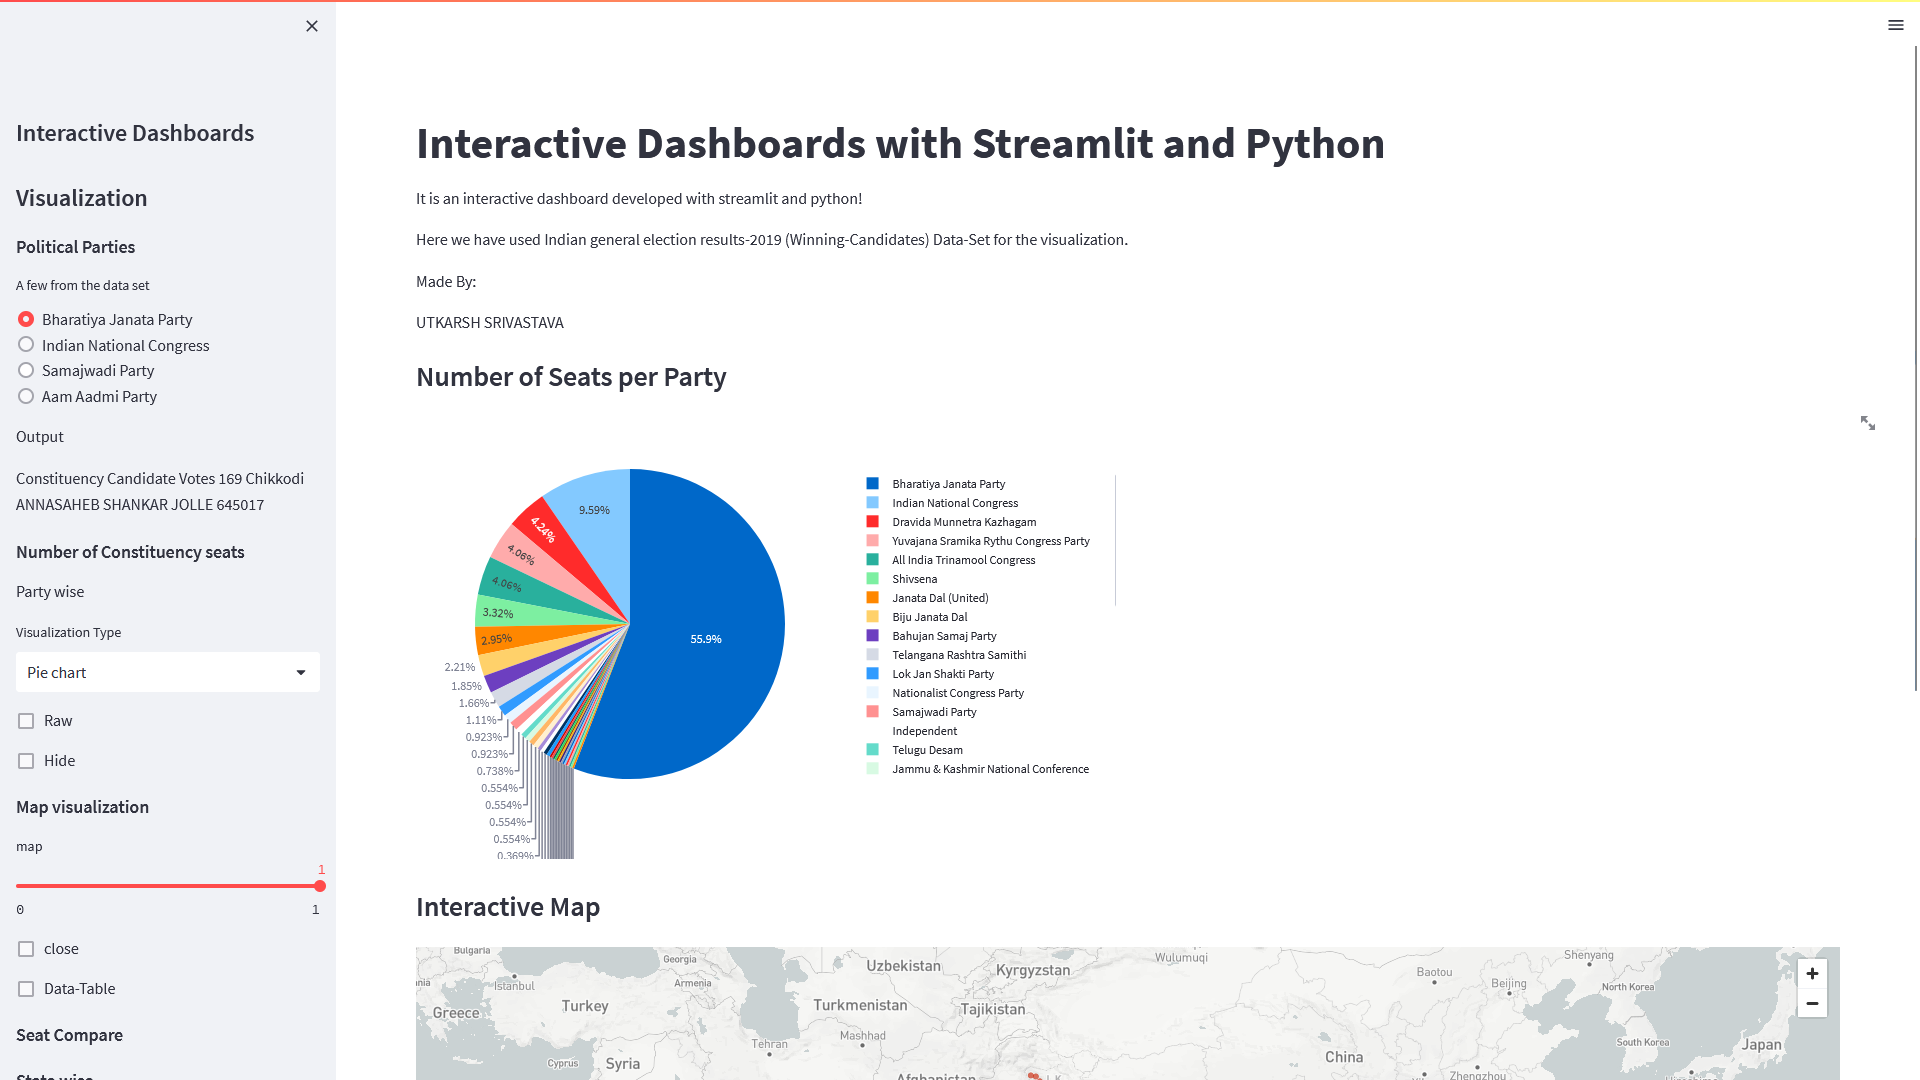 Interactive Dashboards
Visualization
Political Parties
A few from the data set
Bharatiya Janata Party
Indian National Congress
Samajwadi Party
Aam Aadmi Party
Output
Constituency Candidate Votes 169 Chikkodi
ANNASAHEB SHANKAR JOLLE 645017
Number of Constituency seats
Party wise
Visualization Type
Pie chart
Raw
Hide
Map visualization
map
1
0 1
close
Data-Table
Seat Compare
State wise
Interactive Dashboards with Streamlit and Python
It is an interactive dashboard developed with streamlit and python!
Here we have used Indian general election results-2019 (Winning-Candidates) Data-Set for the visualization.
Made By:
UTKARSH SRIVASTAVA
Number of Seats per Party
9.59%
4.24%
4.06%
4.06%
3.32%
2.95%
55.9%
2.21%
1.85%
1.66%
1.11%
0.923%
0.923%
0.738%
0.554%
0.554%
0.554%
0.554%
0.369%
Bharatiya Janata Party
Indian National Congress
Dravida Munnetra Kazhagam
Yuvajana Sramika Rythu Congress Party
All India Trinamool Congress
Shivsena
Janata Dal (United)
Biju Janata Dal
Bahujan Samaj Party
Telangana Rashtra Samithi
Lok Jan Shakti Party
Nationalist Congress Party
Samajwadi Party
Independent
Telugu Desam
Jammu & Kashmir National Conference
Interactive Map
Bulgaria
Georgia
Uzbekistan
Kyrgyzstan
Wulumuqi
Shenyang
Istanbul
Armenia
Baotou
Beijing
North Korea
Greece
Turkey
Turkmenistan
Tajikistan
Mashhad
Tehran
South Korea
Japan
Cyprus
Syria
China
Afghanistan
Zhengzhou
+
−